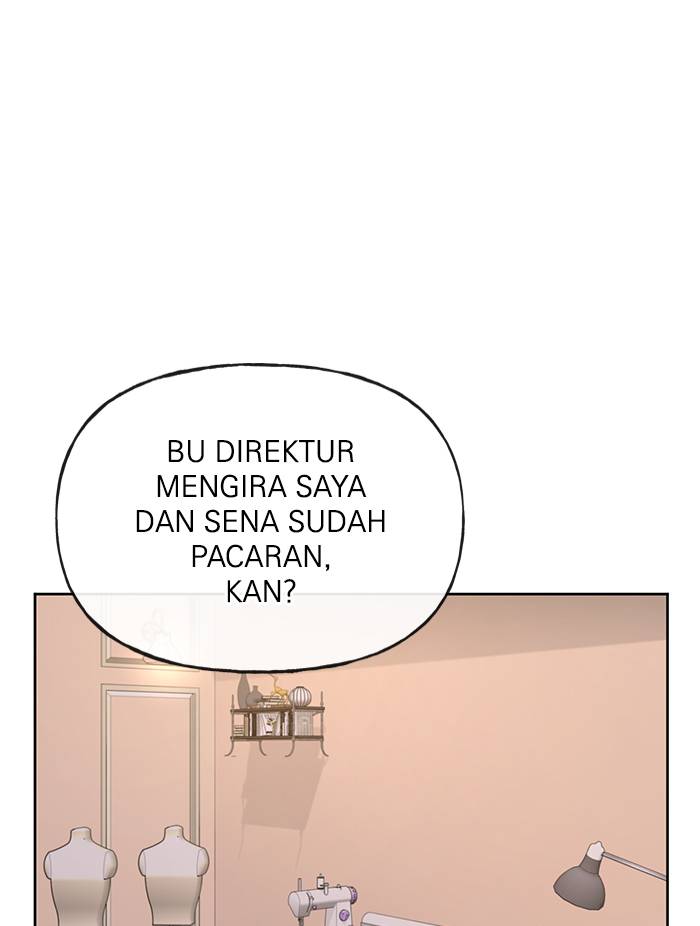 BU DIREKTUR
MENGIRA SAYA
DAN SENA SUDAH
PACARAN,
KAN?